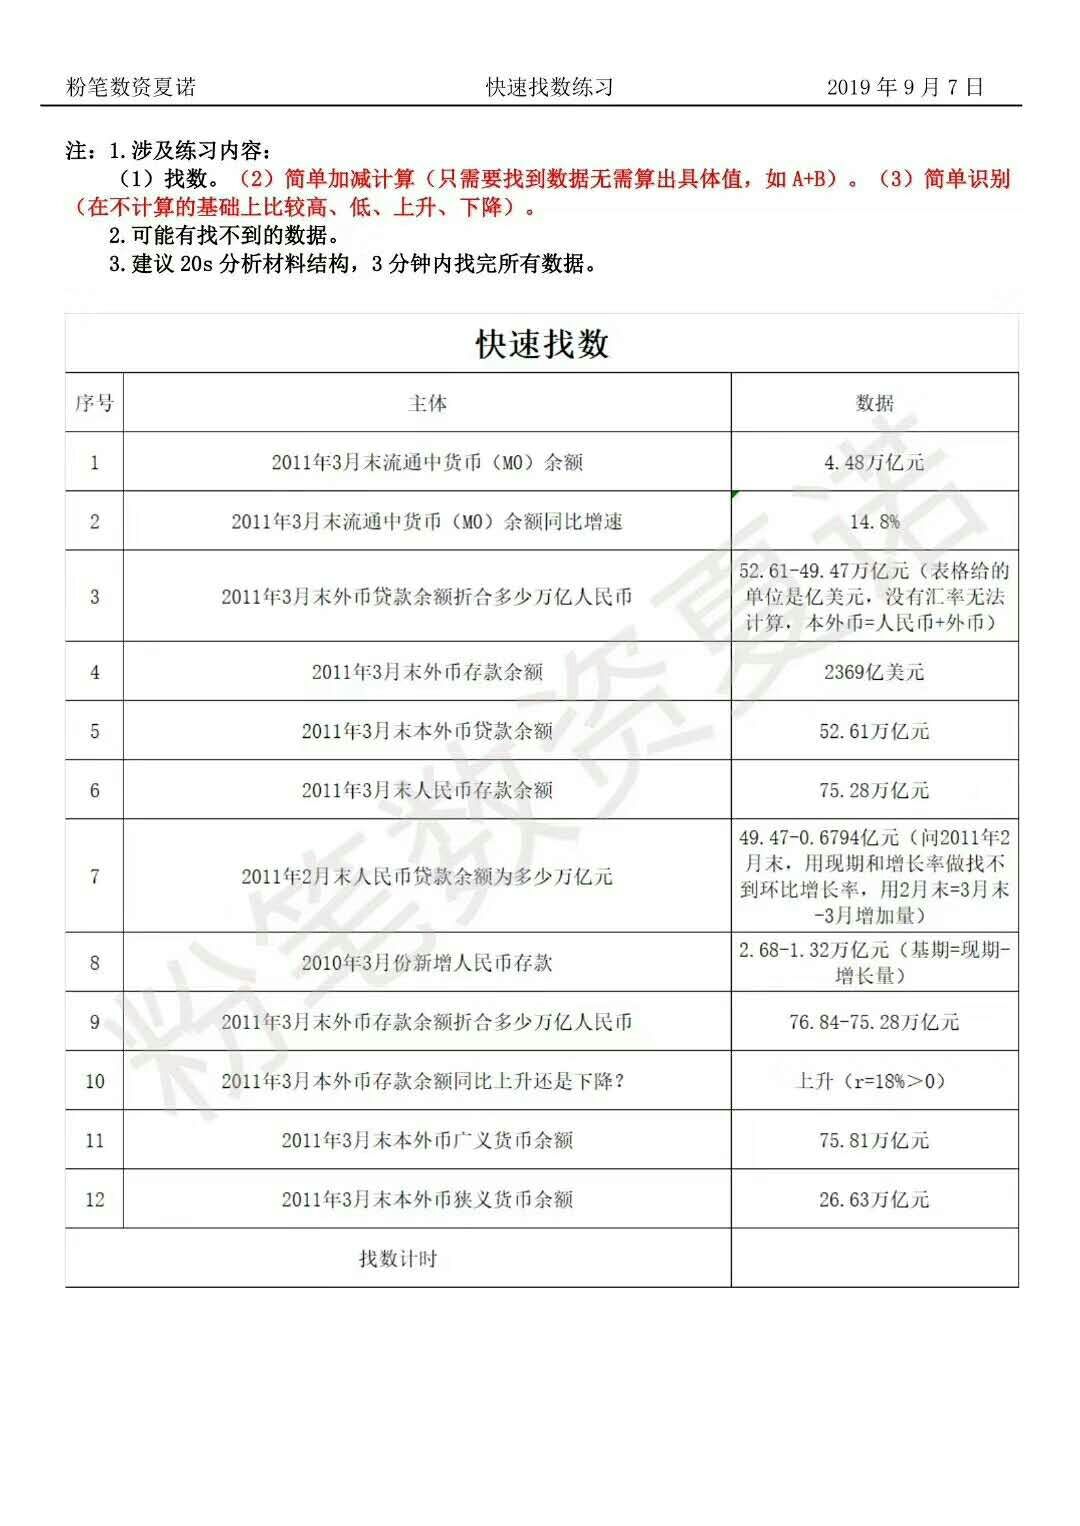 粉笔数资夏诺 快速找数练习 2019 年 9 月 7 日
注：1.涉及练习内容：
（1）找数。（2）简单加减计算（只需要找到数据无需算出具体值，如 A+B）。（3）简单识别
（在不计算的基础上比较高、低、上升、下降）。
2.可能有找不到的数据。
3.建议 20s 分析材料结构，3 分钟内找完所有数据。
快速找数
序号 主体 数据
1 2011年3月末流通中货币（M0）余额 4.48万亿元
2 2011年3月末流通中货币（M0）余额同比增速 14.8%
3 2011年3月末外币贷款余额折合多少万亿人民币 52.61-49.47万亿元（表格给的
单位是亿美元，没有汇率无法
计算，本外币=人民币+外币）
4 2011年3月末外币存款余额 2369亿美元
5 2011年3月末本外币贷款余额 52.61万亿元
6 2011年3月末人民币存款余额 75.28万亿元
7 2011年2月末人民币贷款余额为多少万亿元 49.47-0.6794亿元（问2011年2
月末，用现期和增长率做找不
到环比增长率，用2月末=3月末
-3月增加量）
8 2010年3月份新增人民币存款 2.68-1.32万亿元（基期=现期-
增长量）
9 2011年3月末外币存款余额折合多少万亿人民币 76.84-75.28万亿元
10 2011年3月本外币存款余额同比上升还是下降？ 上升（r=18%＞0）
11 2011年3月末本外币广义货币余额 75.81万亿元
12 2011年3月末本外币狭义货币余额 26.63万亿元
找数计时
粉笔数资夏诺